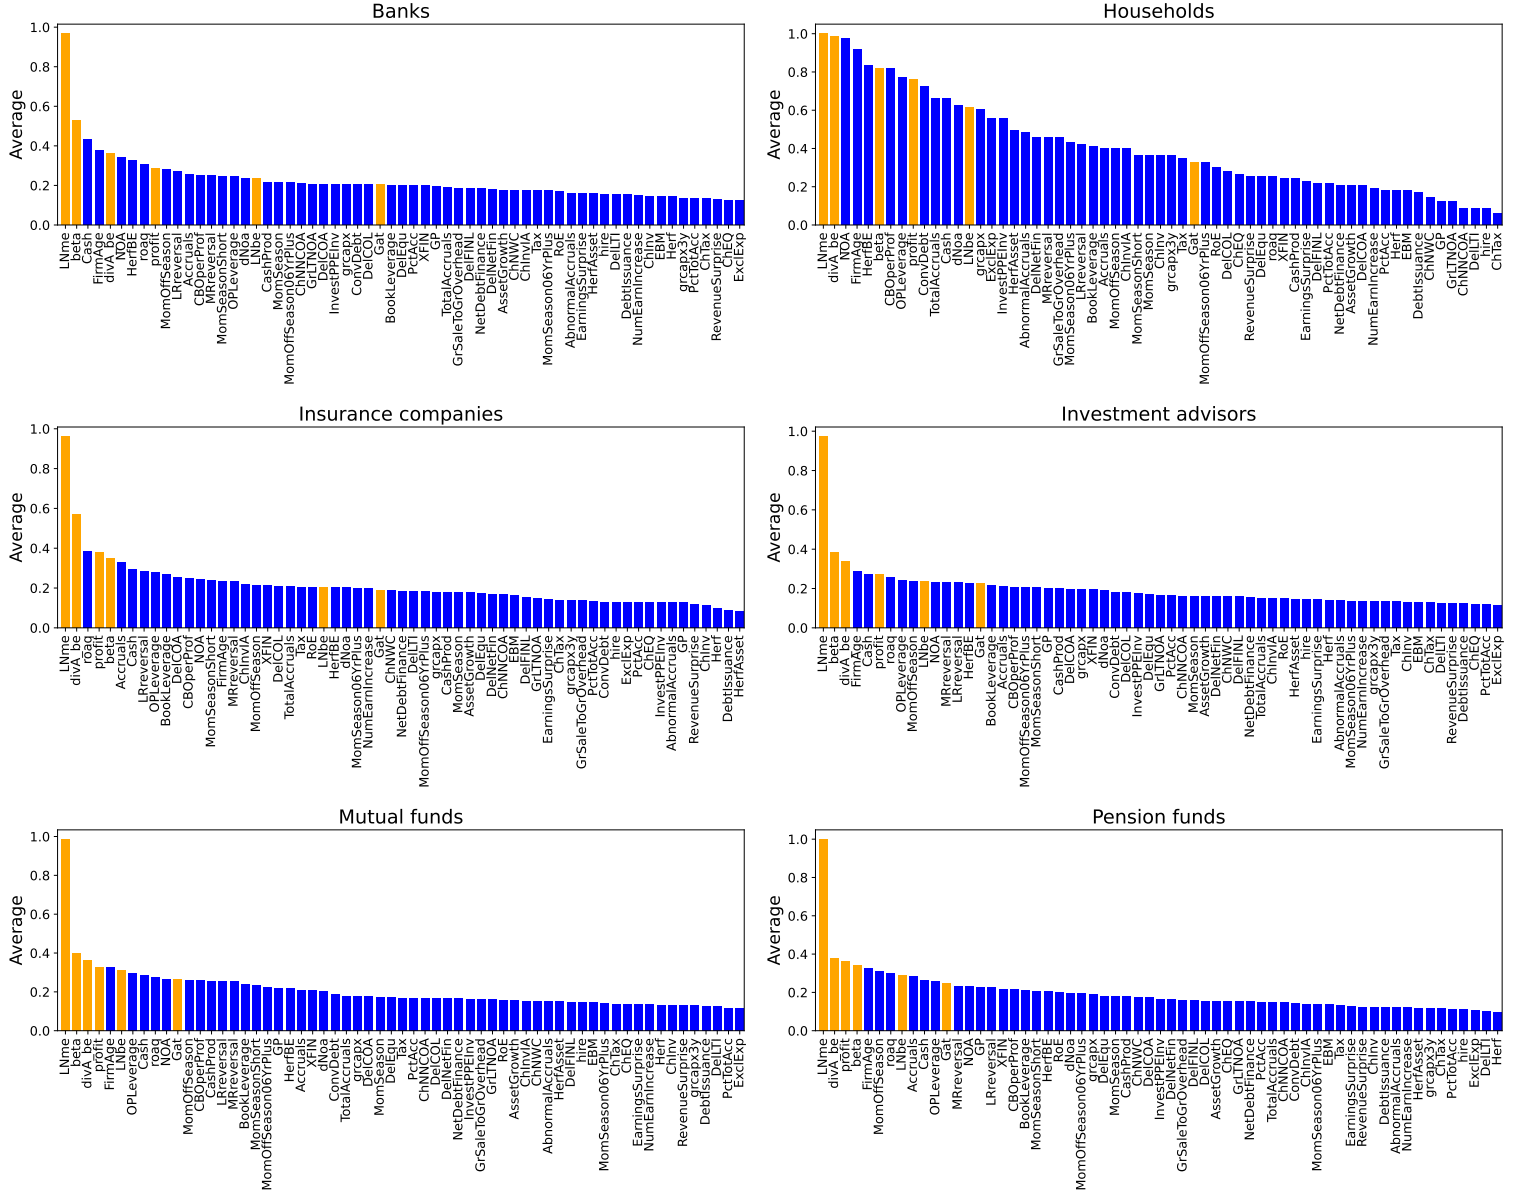 Banks
Average
1.0
0.8
0.6
0.4
0.2
0.0
LNme
beta
Cash
FirmAge
divA_be
NOA
HerfBE
roaq
profit
MomOffSeason
LRreversal
Accruals
CBOperProf
MRreversal
MomSeasonShort
OPLeverage
dNoa
LNbe
CashProd
MomSeason
MomOffSeason06YrPlus
ChNNCOA
GrLTNOA
DelCOA
InvestPPEInv
grcapx
ConvDebt
DelCOL
Gat
BookLeverage
DelEqu
PctAcc
XFIN
GP
TotalAccruals
GrSaleToGrOverhead
DelFINL
NetDebtFinance
DelNetFin
AssetGrowth
ChNWC
ChInvIA
Tax
MomSeason06YrPlus
RoE
AbnormalAccruals
EarningsSurprise
HerfAsset
hire
DelLTI
DebtIssuance
NumEarnIncrease
ChInv
EBM
Herf
grcapx3y
PctTotAcc
ChTax
RevenueSurprise
ChEQ
ExclExp
Households
Average
1.0
0.8
0.6
0.4
0.2
0.0
LNme
divA_be
NOA
FirmAge
HerfBE
beta
CBOperProf
OPLeverage
profit
ConvDebt
TotalAccruals
Cash
dNoa
LNbe
grcapx
ExclExp
InvestPPEInv
HerfAsset
AbnormalAccruals
DelNetFin
MRreversal
GrSaleToGrOverhead
MomSeason06YrPlus
LRreversal
BookLeverage
Accruals
MomOffSeason
ChInvIA
MomSeasonShort
MomSeason
ChInv
grcapx3y
Tax
Gat
MomOffSeason06YrPlus
RoE
DelCOL
ChEQ
RevenueSurprise
DelEqu
roaq
XFIN
CashProd
EarningsSurprise
DelFINL
PctTotAcc
NetDebtFinance
AssetGrowth
DelCOA
NumEarnIncrease
PctAcc
Herf
EBM
DebtIssuance
ChNWC
GP
GrLTNOA
ChNNCOA
DelLTI
hire
ChTax
Insurance companies
Average
1.0
0.8
0.6
0.4
0.2
0.0
LNme
divA_be
roaq
profit
beta
Accruals
Cash
LRreversal
OPLeverage
BookLeverage
DelCOA
CBOperProf
NOA
MomSeasonShort
FirmAge
MRreversal
ChInvIA
MomOffSeason
XFIN
DelCOL
TotalAccruals
Tax
RoE
LNbe
HerfBE
dNoa
MomSeason06YrPlus
NumEarnIncrease
Gat
ChNWC
NetDebtFinance
DelLTI
MomOffSeason06YrPlus
grcapx
CashProd
MomSeason
AssetGrowth
DelEqu
DelNetFin
ChNNCOA
EBM
DelFINL
GrLTNOA
EarningsSurprise
ChTax
grcapx3y
GrSaleToGrOverhead
PctTotAcc
ConvDebt
hire
ExclExp
PctAcc
ChEQ
InvestPPEInv
AbnormalAccruals
GP
RevenueSurprise
ChInv
Herf
DebtIssuance
HerfAsset
Investment advisors
Average
1.0
0.8
0.6
0.4
0.2
0.0
LNme
beta
divA_be
FirmAge
Cash
profit
roaq
OPLeverage
MomOffSeason
LNbe
NOA
MRreversal
LRreversal
HerfBE
Gat
BookLeverage
Accruals
CBOperProf
MomOffSeason06YrPlus
MomSeasonShort
GP
CashProd
DelCOA
grcapx
XFIN
dNoa
ConvDebt
DelCOL
InvestPPEInv
DelEqu
GrLTNOA
PctAcc
ChNNCOA
MomSeason
AssetGrowth
DelNetFin
ChNWC
DelFINL
NetDebtFinance
TotalAccruals
ChInvIA
RoE
HerfAsset
hire
EarningsSurprise
Herf
AbnormalAccruals
MomSeason06YrPlus
NumEarnIncrease
grcapx3y
GrSaleToGrOverhead
Tax
ChInv
EBM
ChTax
DelLTI
RevenueSurprise
DebtIssuance
ChEQ
PctTotAcc
ExclExp
Mutual funds
Average
1.0
0.8
0.6
0.4
0.2
0.0
LNme
beta
divA_be
profit
FirmAge
LNbe
OPLeverage
Cash
roaq
NOA
Gat
MomOffSeason
CBOperProf
CashProd
LRreversal
MRreversal
BookLeverage
MomSeasonShort
MomOffSeason06YrPlus
GP
HerfBE
Accruals
XFIN
dNoa
ConvDebt
TotalAccruals
grcapx
DelCOA
MomSeason
DelEqu
Tax
PctAcc
ChNNCOA
DelCOL
DelNetFin
NetDebtFinance
InvestPPEInv
GrSaleToGrOverhead
GrLTNOA
RoE
AssetGrowth
ChInvIA
ChNWC
AbnormalAccruals
HerfAsset
DelFINL
hire
EBM
MomSeason06YrPlus
ChTax
ChEQ
EarningsSurprise
NumEarnIncrease
Herf
ChInv
RevenueSurprise
grcapx3y
DebtIssuance
DelLTI
PctTotAcc
ExclExp
Pension funds
Average
1.0
0.8
0.6
0.4
0.2
0.0
LNme
divA_be
profit
beta
FirmAge
MomOffSeason
roaq
LNbe
Accruals
Cash
OPLeverage
Gat
MRreversal
NOA
CBOperProf
LRreversal
XFIN
CBOperProf
BookLeverage
MomSeasonShort
HerfBE
RoE
dNoa
MomOffSeason06YrPlus
grcapx
DelEqu
MomSeason
CashProd
DelCOL
ChNWC
GP
InvestPPEInv
DelNetFin
GrSaleToGrOverhead
DelFINL
DelCOA
AssetGrowth
ChEQ
GrLTNOA
NetDebtFinance
PctAcc
TotalAccruals
ChNNCOA
ConvDebt
ChInvIA
MomSeason06YrPlus
EBM
Tax
EarningsSurprise
RevenueSurprise
ChInv
DebtIssuance
AbnormalAccruals
NumEarnIncrease
HerfAsset
grcapx3y
ChTax
PctTotAcc
hire
ExclExp
DelLTI
Herf